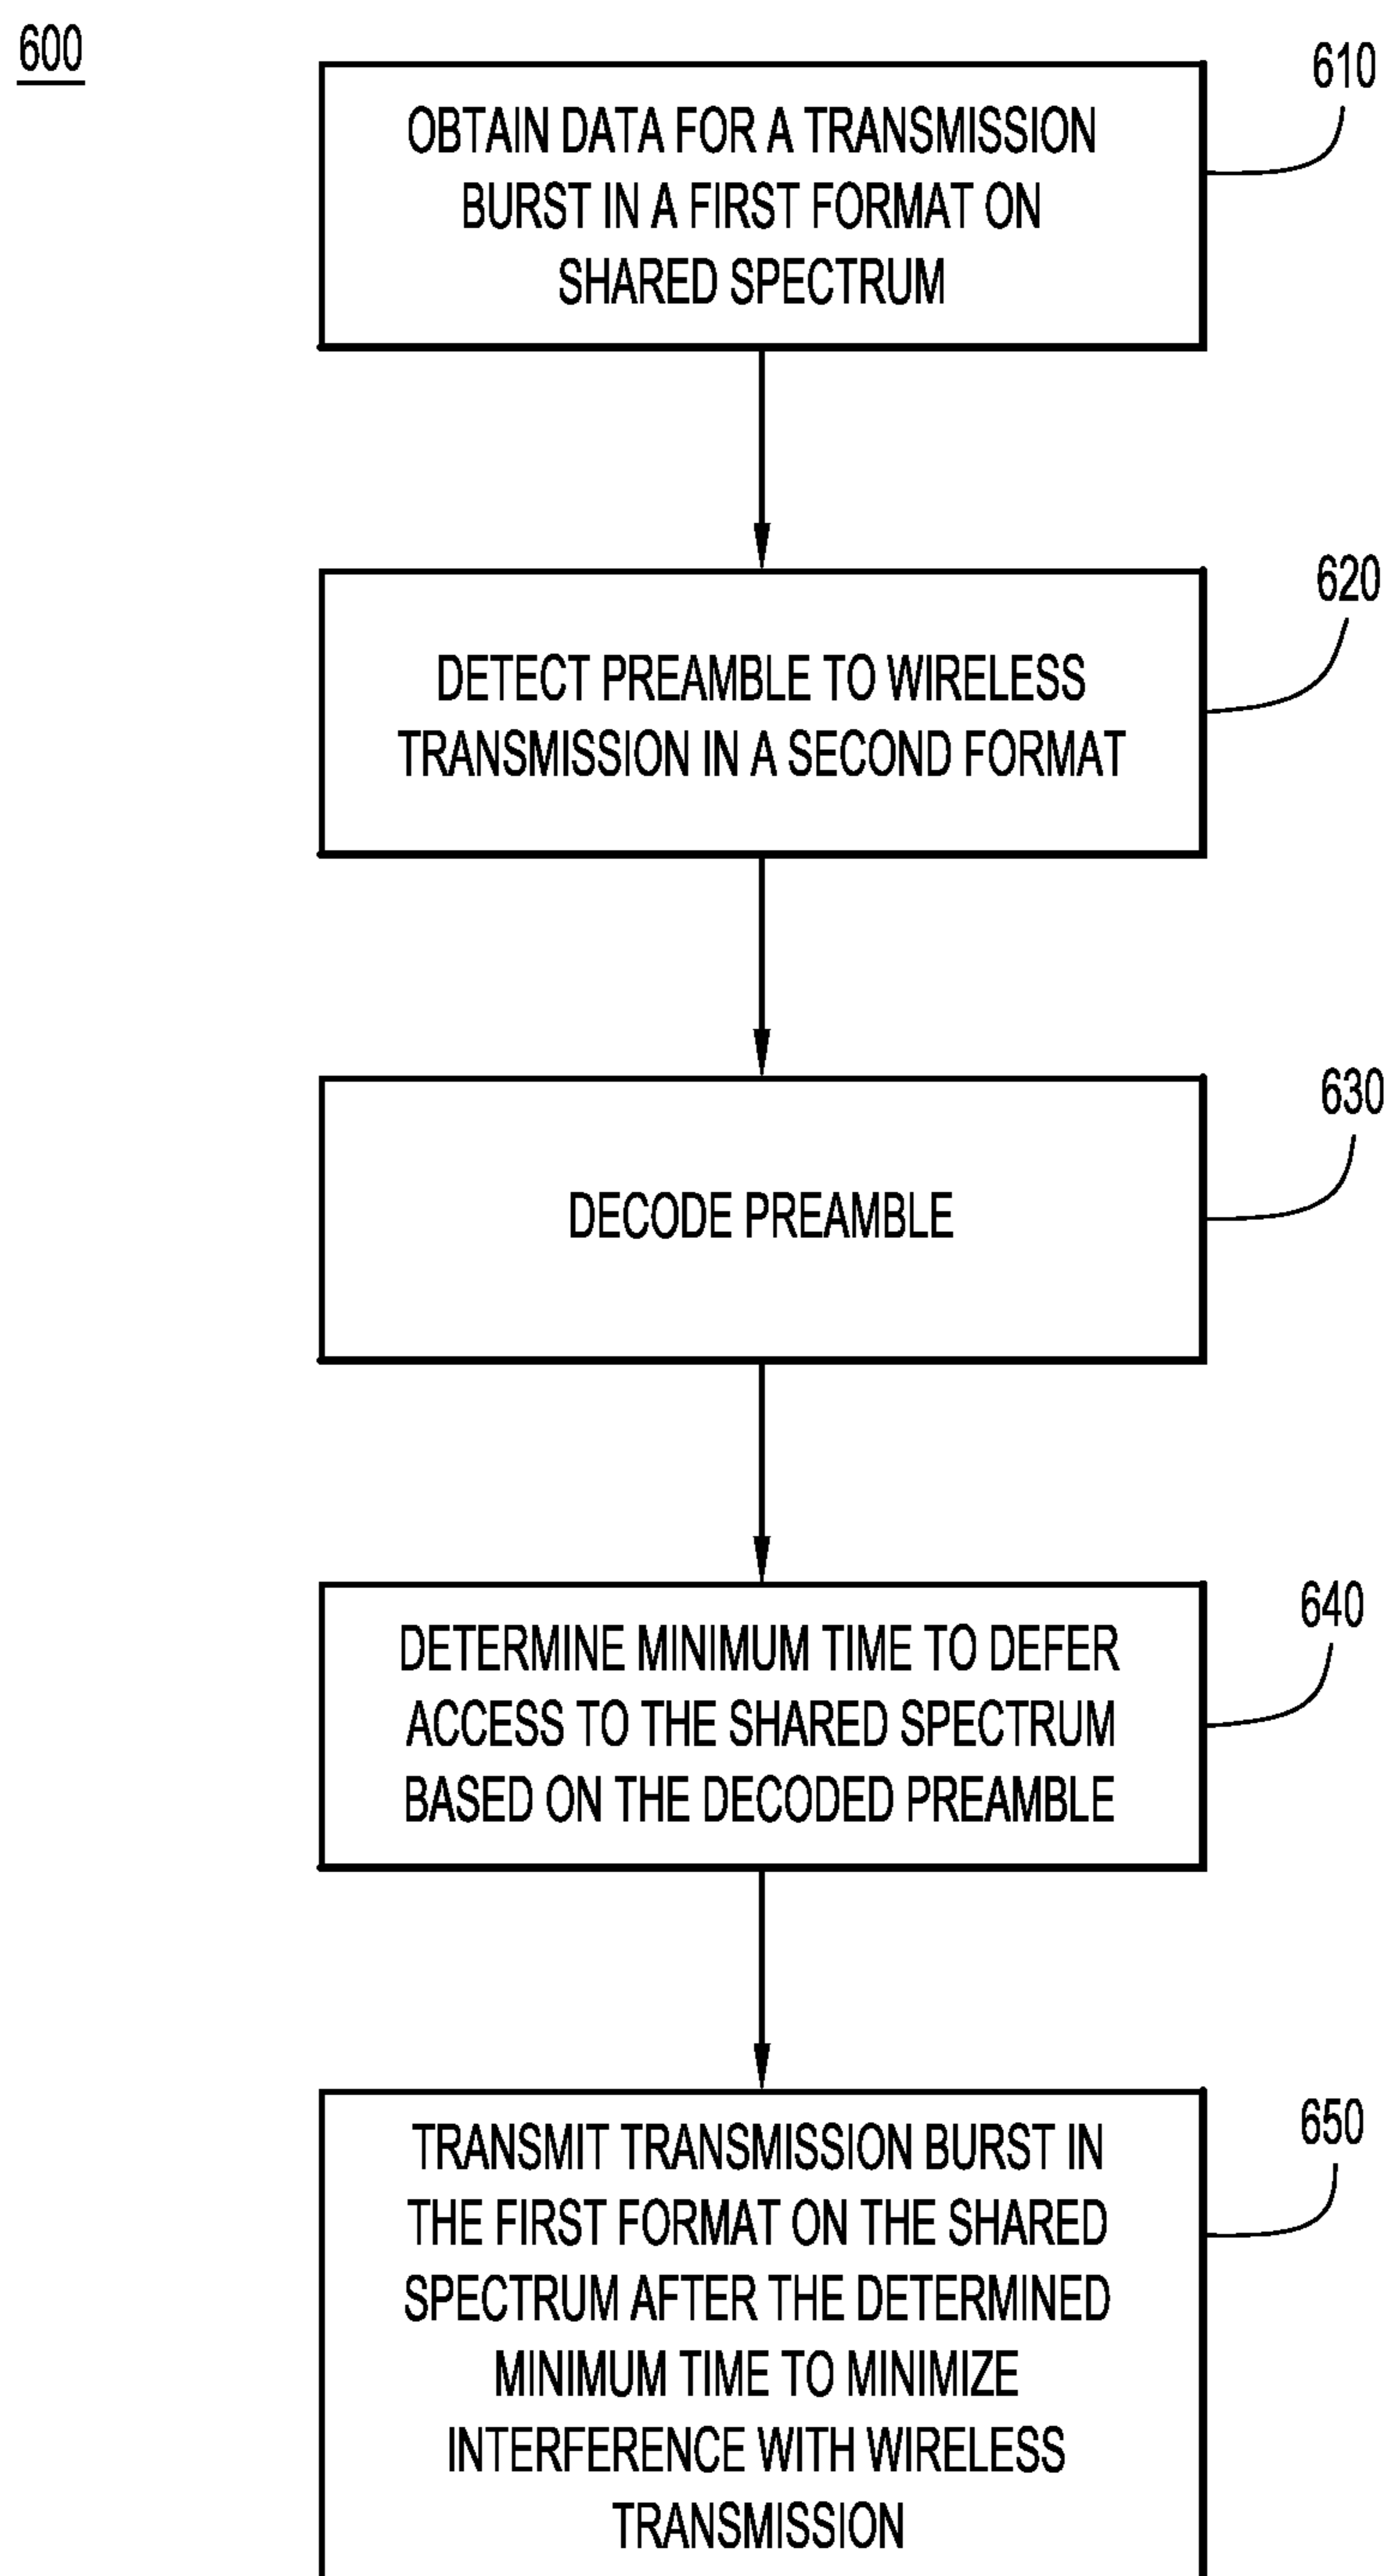 600
610
OBTAIN DATA FOR A TRANSMISSION
BURST IN A FIRST FORMAT ON
SHARED SPECTRUM
620
DETECT PREAMBLE TO WIRELESS
TRANSMISSION IN A SECOND FORMAT
630
DECODE PREAMBLE
640
DETERMINE MINIMUM TIME TO DEFER
ACCESS TO THE SHARED SPECTRUM
BASED ON THE DECODED PREAMBLE
650
TRANSMIT TRANSMISSION BURST IN
THE FIRST FORMAT ON THE SHARED
SPECTRUM AFTER THE DETERMINED
MINIMUM TIME TO MINIMIZE
INTERFERENCE WITH WIRELESS
TRANSMISSION